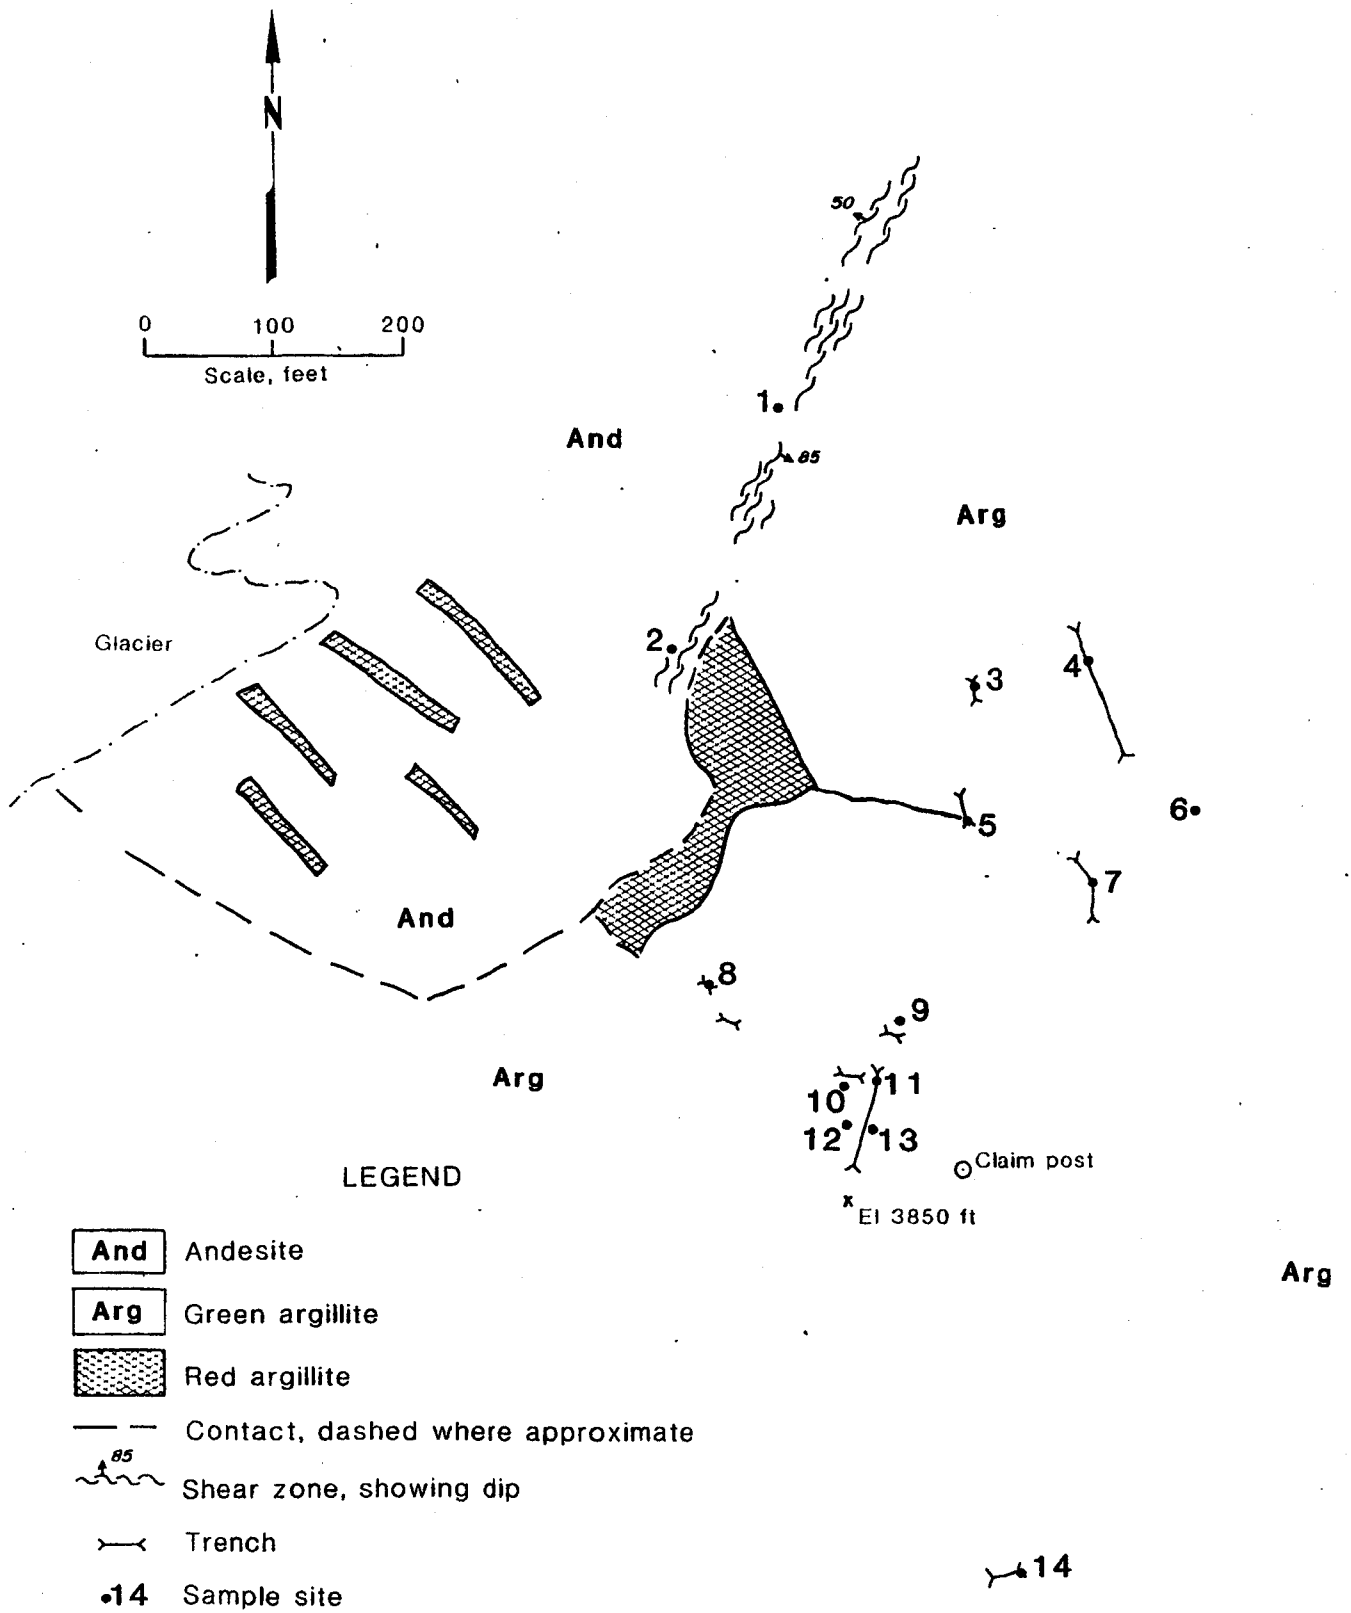 N
0 100 200
Scale, feet
50
1
And
85
Arg
Glacier
2
3
4
5
6
7
And
8
9
Arg
10
11
12
13
Claim post
x El 3850 ft
Arg
LEGEND
And Andesite
Arg Green argillite
Red argillite
Contact, dashed where approximate
85
Shear zone, showing dip
Trench
14 Sample site
14